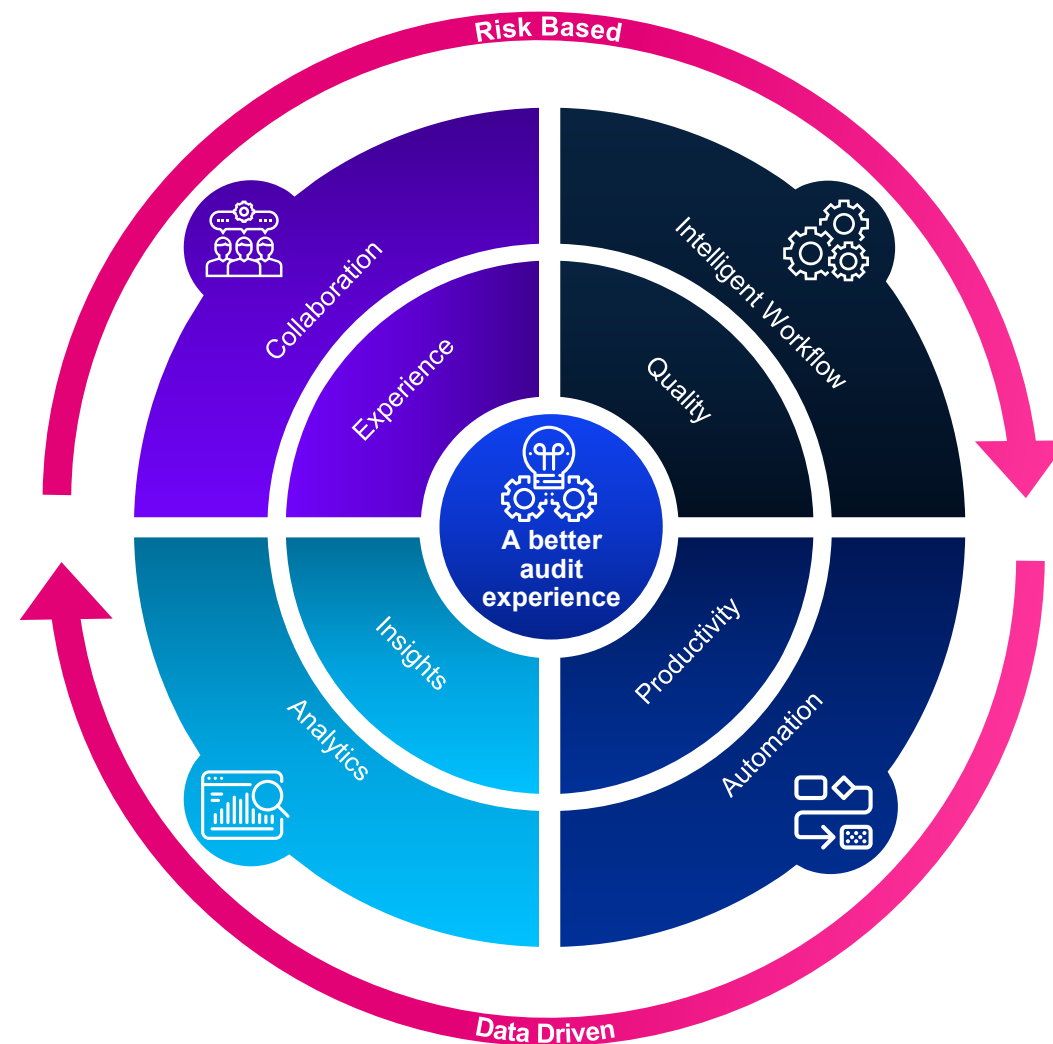 Risk Based
Collaboration
Intelligent Workflow
Experience
Quality
A better
audit
experience
Insights
Productivity
Analytics
Automation
Data Driven